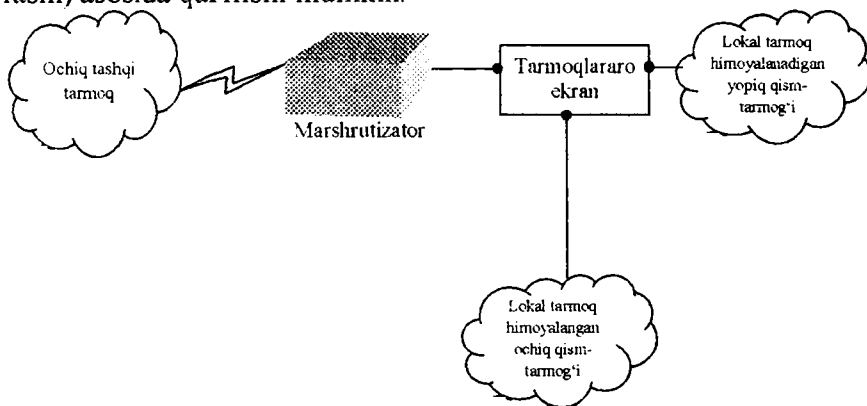 asosida qurilishi mumkin.
Ochiq tashqi
tarmoq
Marshrutizator
Tarmoqlararo
ekran
Lokal tarmoq
himoyalanadigan
yopiq qism-
tarmog‘i
Lokal tarmoq
himoyalangan
ochiq qism-
tarmog‘i